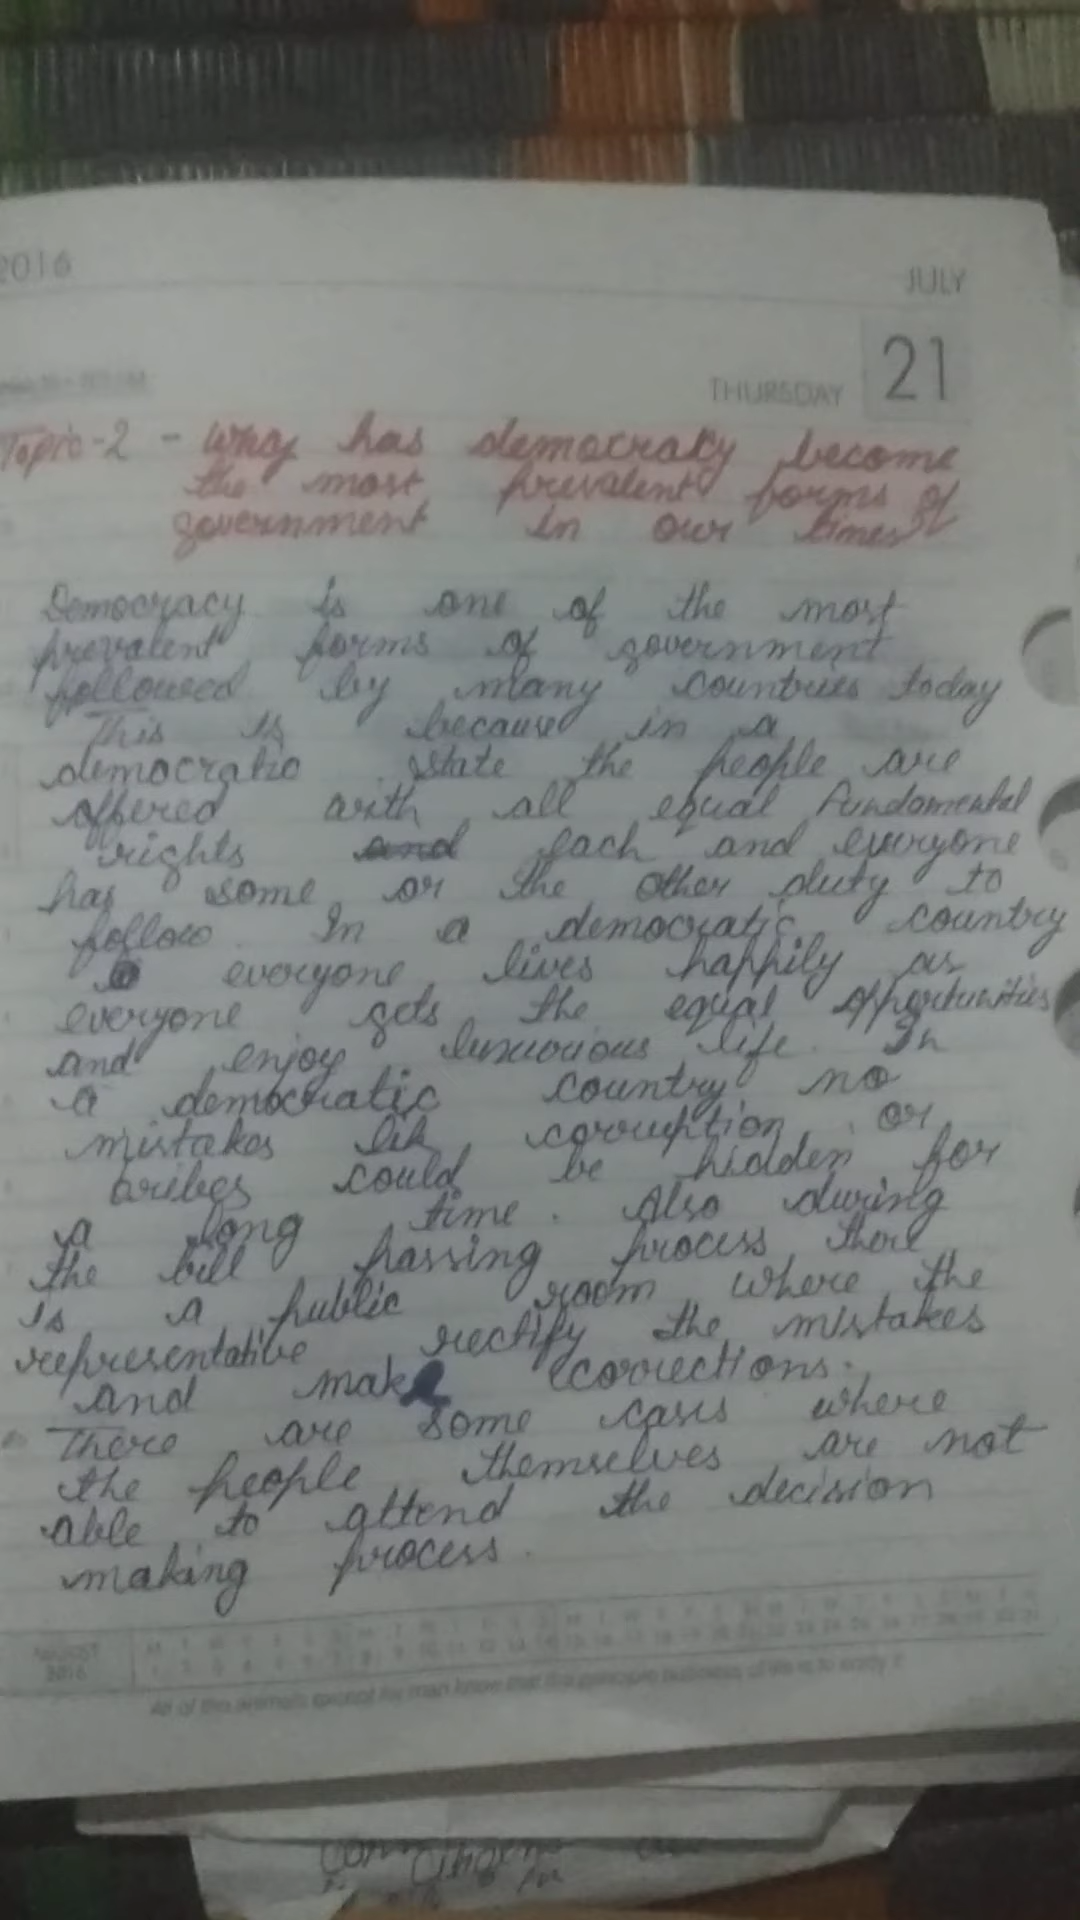 2016
JULY
THURSDAY 21
Topic-2 - Why has democraky become
the most prevalent forms of
government in our times
Democracy is one of the most
prevalent forms of government
followed by many countries today
This is because in a
democratic state the people are
offered with all equal fundamental
rights and each and everyone
has some or the other duty to
follow. In a democratic country
everyone lives happily as
everyone gets the equal opportunities
and enjoy luxurious life. In
a democratic country no
mistakes lik corruption or
bribes could be hidden for
a long time. Also during
the bill passing process there
is a public room where the
representative rectify the mistakes
and make corrections.
There are some cases where
the people themselves are not
able to attend the decision
making process.
AUGUST
2016